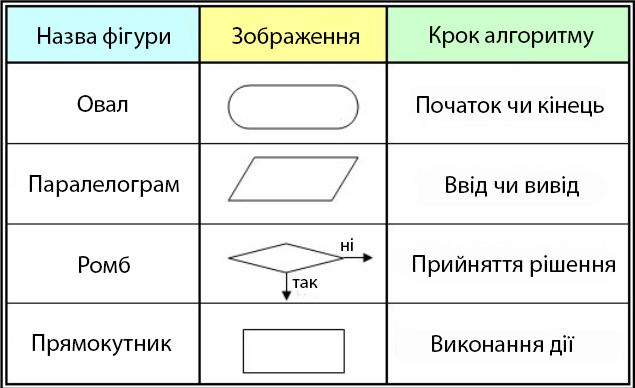 Назва фігури Зображення Крок алгоритму
Овал Початок чи кінець
Паралелограм Ввід чи вивід
Ромб ні так Прийняття рішення
Прямокутник Виконання дії